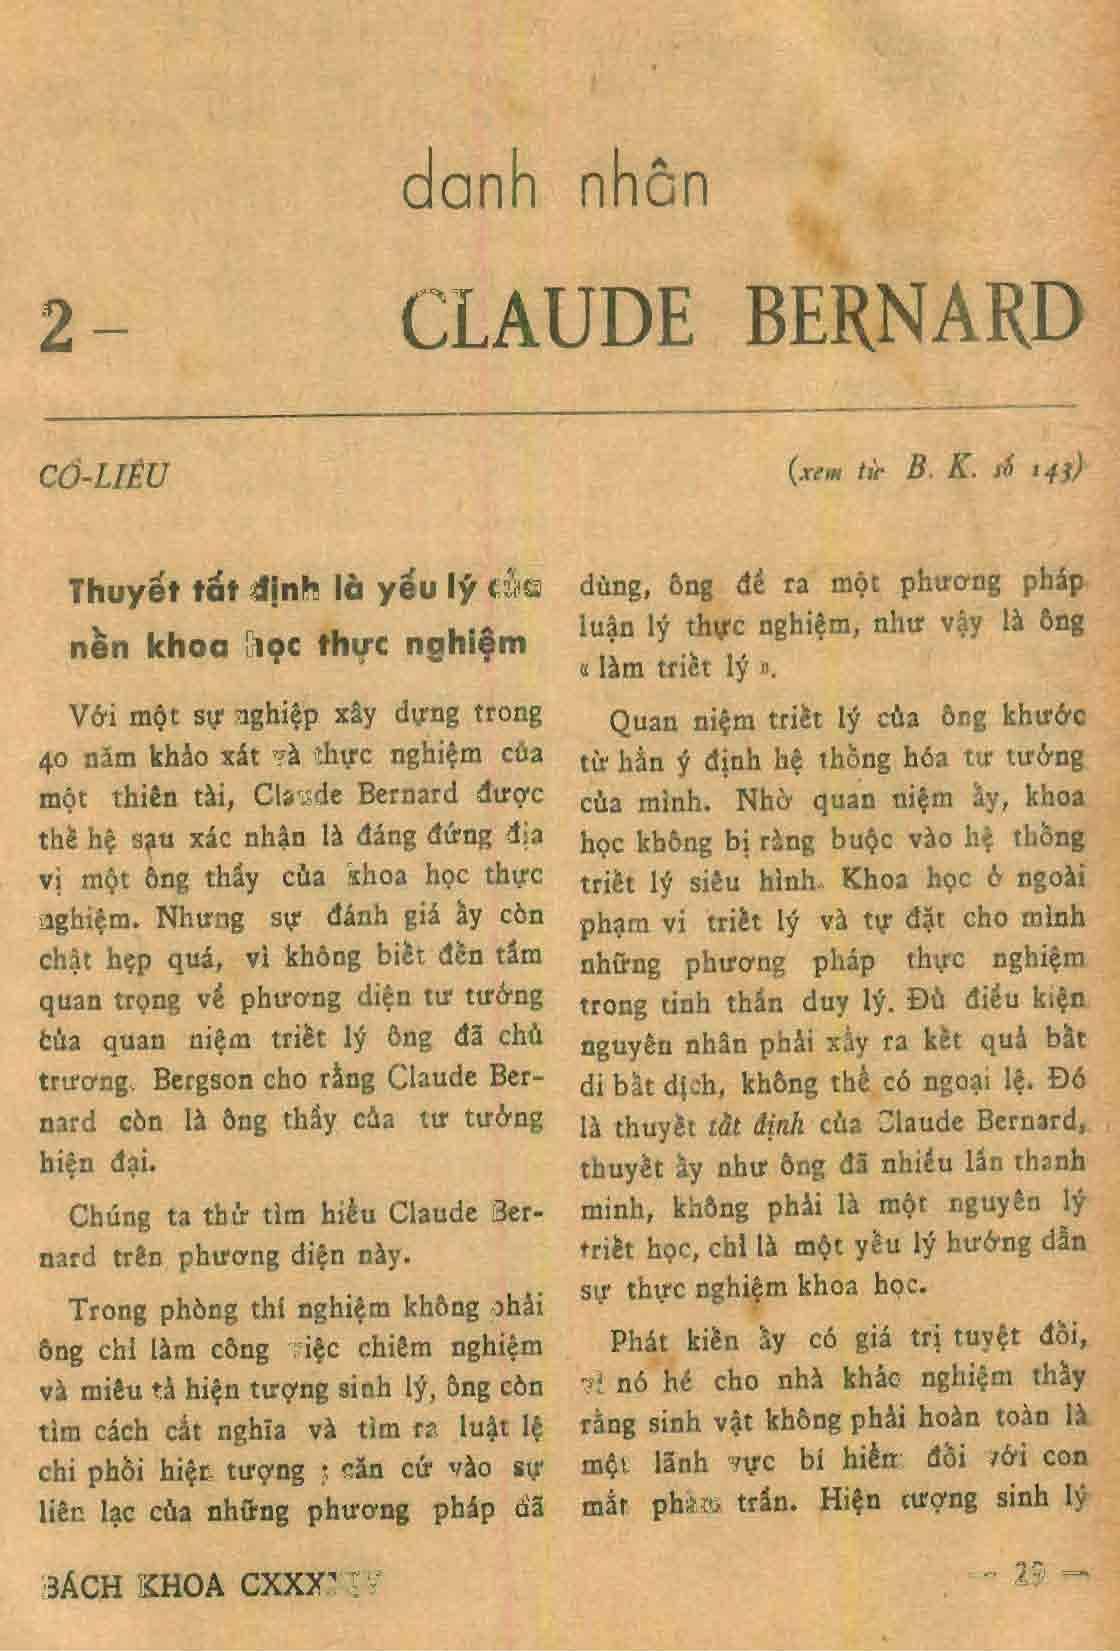 danh nhân
2 – CLAUDE BERNARD
CÔ-LIÊU
(xem từ B. K. số 143)
Thuyết tất định là yếu lý của
nền khoa học thực nghiệm
Với một sự nghiệp xây dựng trong
40 năm khảo xát và thực nghiệm của
một thiên tài, Claude Bernard được
thế hệ sau xác nhận là đáng đứng địa
vị một ông thầy của khoa học thực
nghiệm. Nhưng sự đánh giá ấy còn
chật hẹp quá, vì không biết đến tầm
quan trọng về phương diện tư tưởng
của quan niệm triết lý ông đã chủ
trương. Bergson cho rằng Claude Ber-
nard còn là ông thầy của tư tưởng
hiện đại.
Chúng ta thử tìm hiểu Claude Ber-
nard trên phương diện này.
Trong phòng thí nghiệm không phải
ông chỉ làm công việc chiêm nghiệm
và miêu tả hiện tượng sinh lý, ông còn
tìm cách cắt nghĩa và tìm ra luật lệ
chi phối hiện tượng ; căn cứ vào sự
liên lạc của những phương pháp đã
dùng, ông đề ra một phương pháp
luận lý thực nghiệm, như vậy là ông
« làm triết lý ».
Quan niệm triết lý của ông khước
từ hẳn ý định hệ thống hóa tư tưởng
của mình. Nhờ quan niệm ấy, khoa
học không bị ràng buộc vào hệ thống
triết lý siêu hình. Khoa học ở ngoài
phạm vi triết lý và tự đặt cho mình
những phương pháp thực nghiệm
trong tinh thần duy lý. Đủ điều kiện
nguyên nhân phải xảy ra kết quả bất
di bất dịch, không thể có ngoại lệ. Đó
là thuyết tất định của Claude Bernard,
thuyết ấy như ông đã nhiều lần thanh
minh, không phải là một nguyên lý
triết học, chỉ là một yếu lý hướng dẫn
sự thực nghiệm khoa học.
Phát kiến ấy có giá trị tuyệt đối,
vì nó hé cho nhà khảo nghiệm thấy
rằng sinh vật không phải hoàn toàn là
một lãnh vực bí hiểm đối với con
mắt phàm trần. Hiện tượng sinh lý
BÁCH KHOA CXXXXIV
— 29 —